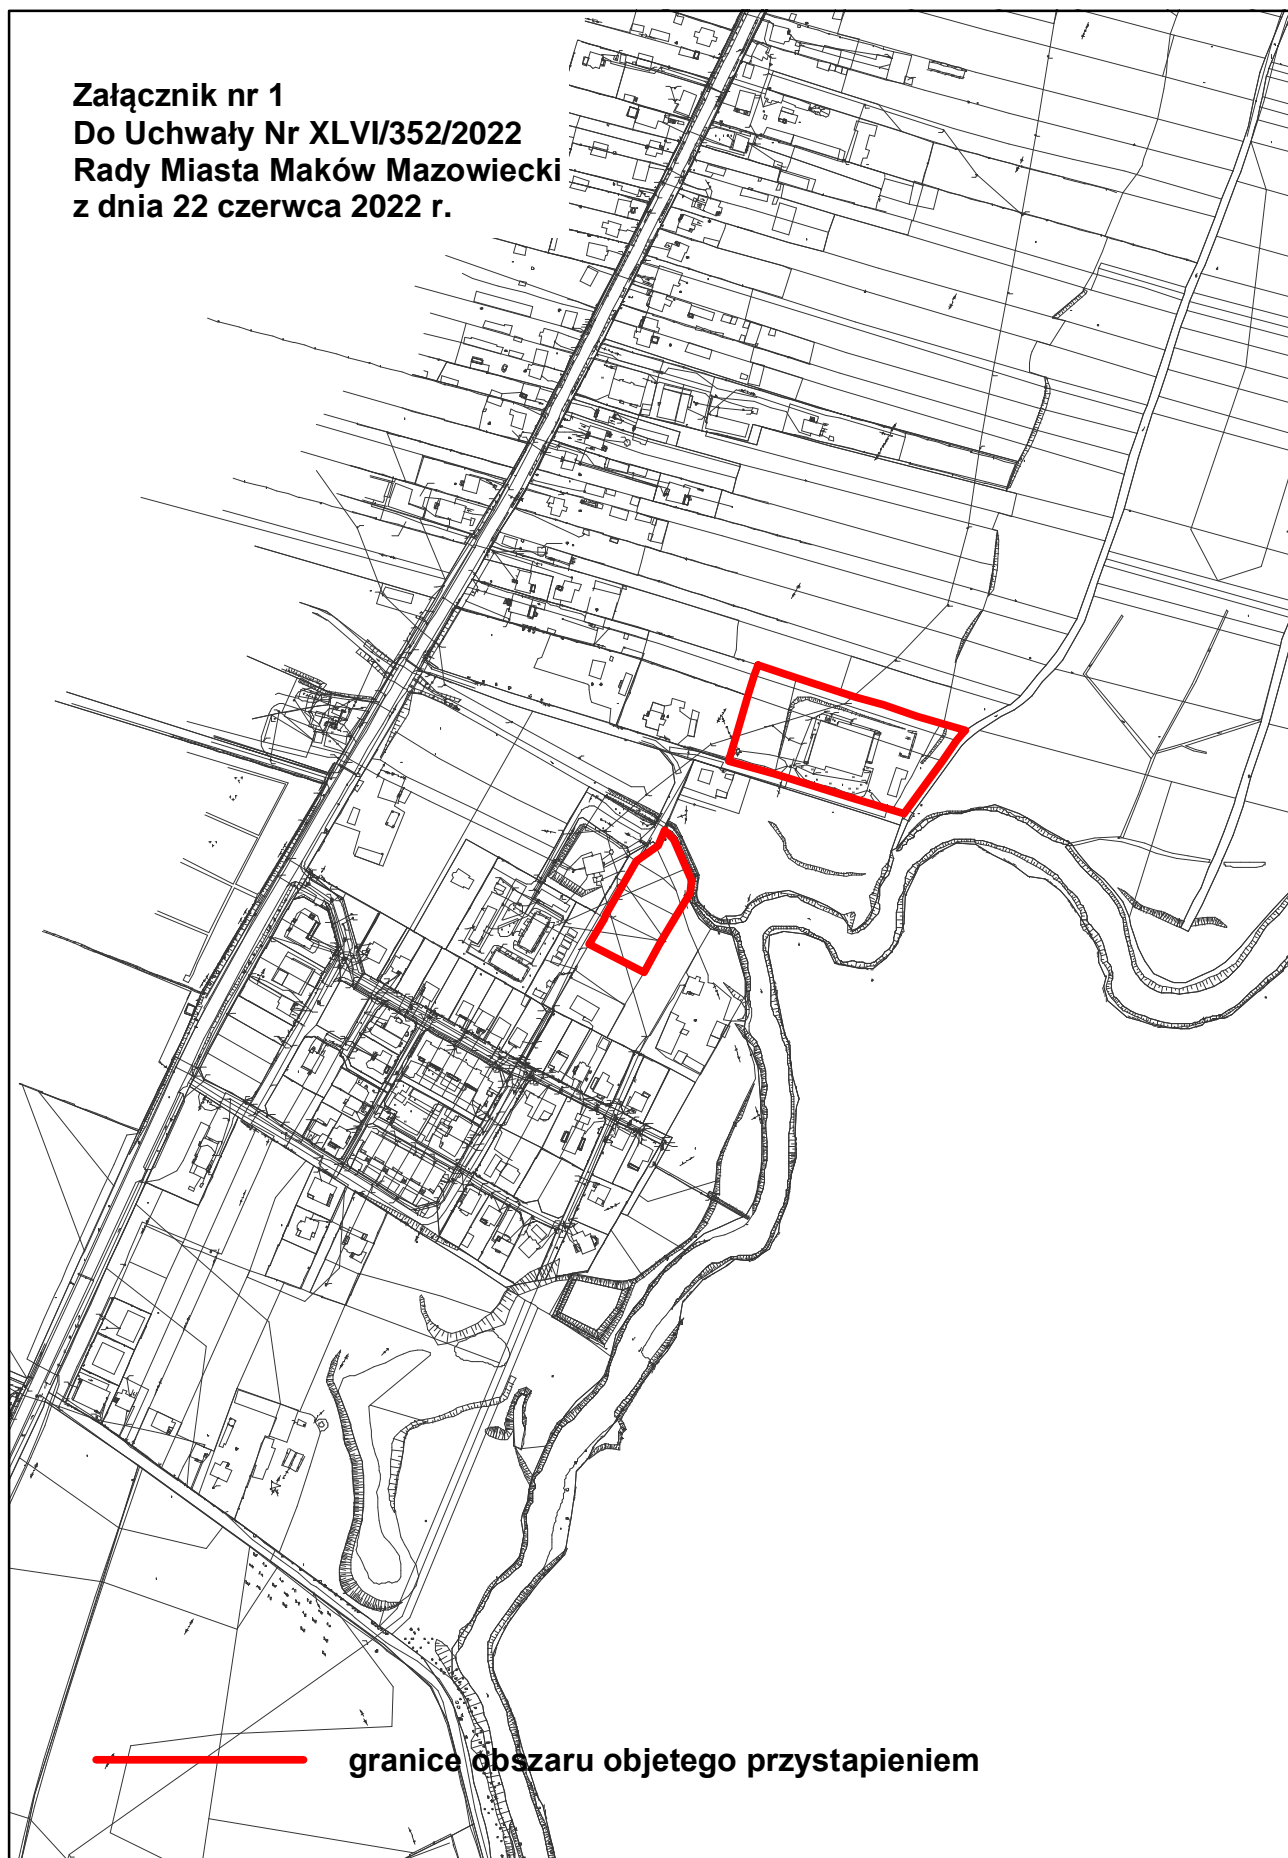 Załącznik nr 1
Do Uchwały Nr XLVI/352/2022
Rady Miasta Maków Mazowiecki
z dnia 22 czerwca 2022 r.
granice obszaru objetego przystapieniem